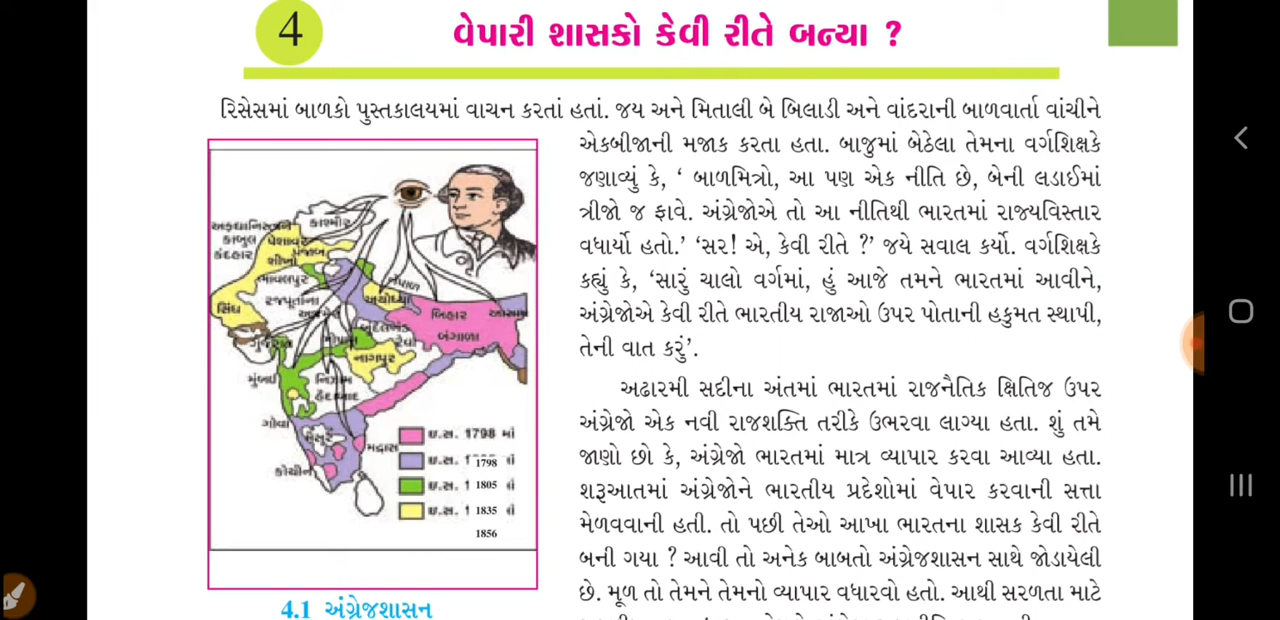 4
વેપારી શાસકો કેવી રીતે બન્યા ?
રિસેસમાં બાળકો પુસ્તકાલયમાં વાચન કરતાં હતાં. જય અને મિતાલી બે બિલાડી અને વાંદરાની બાળવાર્તા વાંચીને
એકબીજાની મજાક કરતા હતા. બાજુમાં બેઠેલા તેમના વર્ગશિક્ષકે
જણાવ્યું કે, ‘ બાળમિત્રો, આ પણ એક નીતિ છે, બેની લડાઈમાં
ત્રીજો જ ફાવે. અંગ્રેજોએ તો આ નીતિથી ભારતમાં રાજ્યવિસ્તાર
વધાર્યો હતો.’ ‘સર! એ, કેવી રીતે ?’ જયે સવાલ કર્યો. વર્ગશિક્ષકે
કહ્યું કે, ‘સારું ચાલો વર્ગમાં, હું આજે તમને ભારતમાં આવીને,
અંગ્રેજોએ કેવી રીતે ભારતીય રાજાઓ ઉપર પોતાની હકુમત સ્થાપી,
તેની વાત કરું’.
અઢારમી સદીના અંતમાં ભારતમાં રાજનૈતિક ક્ષિતિજ ઉપર
અંગ્રેજો એક નવી રાજશક્તિ તરીકે ઉભરવા લાગ્યા હતા. શું તમે
જાણો છો કે, અંગ્રેજો ભારતમાં માત્ર વ્યાપાર કરવા આવ્યા હતા.
શરૂઆતમાં અંગ્રેજોને ભારતીય પ્રદેશોમાં વેપાર કરવાની સત્તા
મેળવવાની હતી. તો પછી તેઓ આખા ભારતના શાસક કેવી રીતે
બની ગયા ? આવી તો અનેક બાબતો અંગ્રેજશાસન સાથે જોડાયેલી
છે. મૂળ તો તેમને તેમનો વ્યાપાર વધારવો હતો. આથી સરળતા માટે
કાશ્મીર
કાબુલ
પેશાવર
કંદહાર
શીખો
પંજાબ
ભાવલપુર
નેપાળ
રજપૂતાના
અયોધ્યા
સિંધ
બિહાર
આસામ
બુંદેલખંડ
રેવા
બંગાળા
ગુજરાત
નાગપુર
મુંબઈ
નિઝામ
હૈદ્રાબાદ
ગોવા
મૈસુર
મદ્રાસ
કોચીન
ઇ.સ. 1798 માં
ઇ.સ. 1798
ઇ.સ. 1805
ઇ.સ. 1835
1856
4.1 અંગ્રેજશાસન